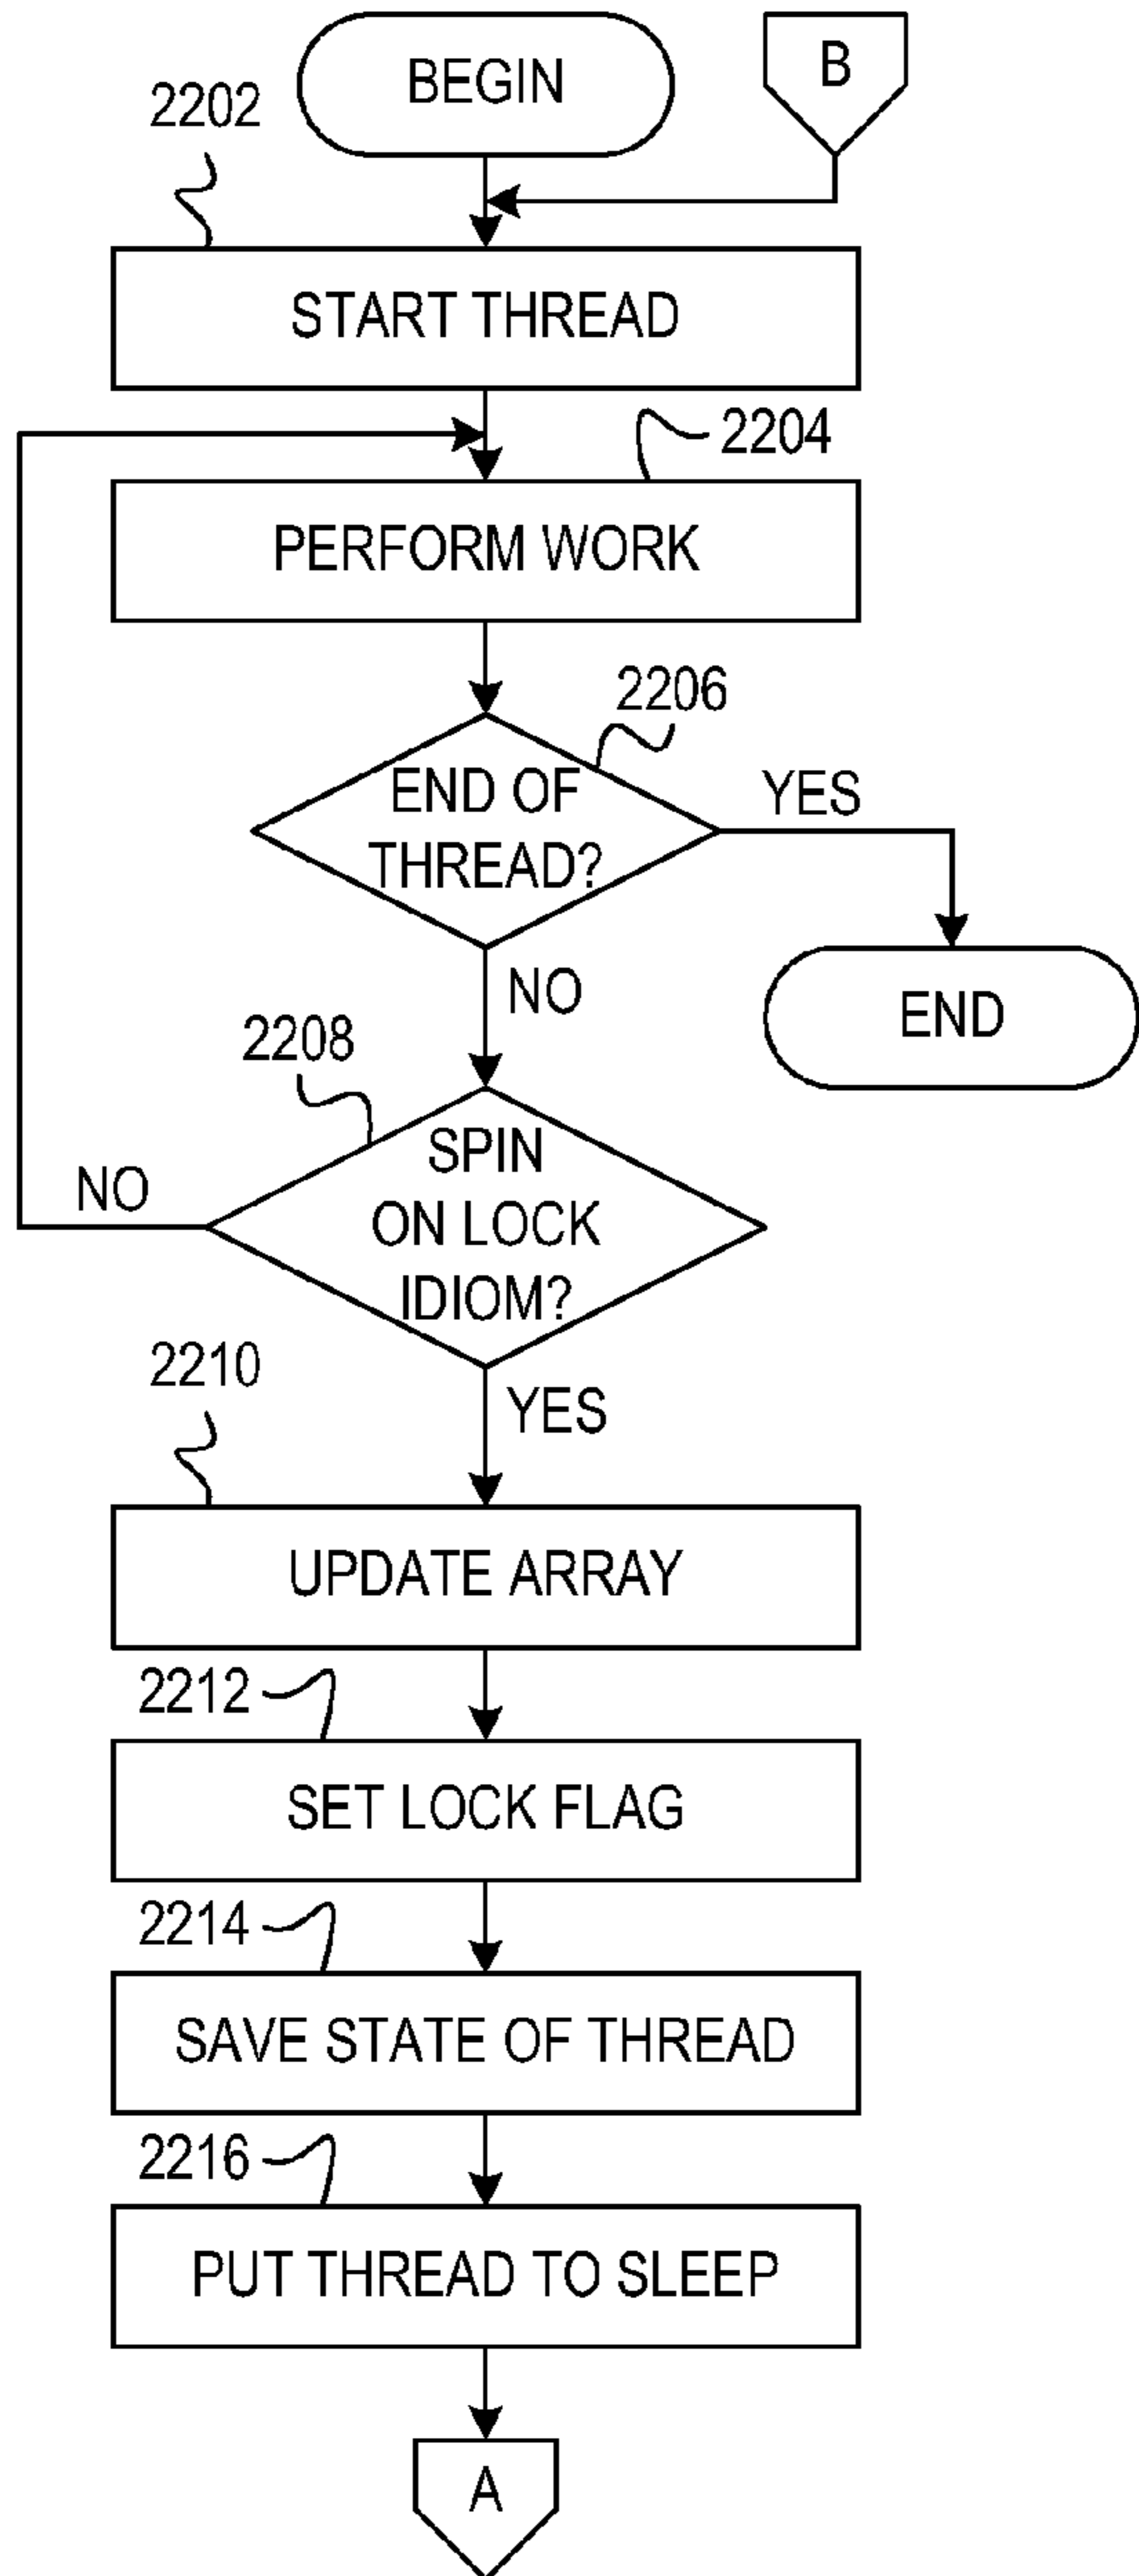 BEGIN
B
2202
START THREAD
2204
PERFORM WORK
2206
END OF
THREAD?
YES
NO
END
2208
SPIN
ON LOCK
IDIOM?
NO
YES
2210
UPDATE ARRAY
2212
SET LOCK FLAG
2214
SAVE STATE OF THREAD
2216
PUT THREAD TO SLEEP
A